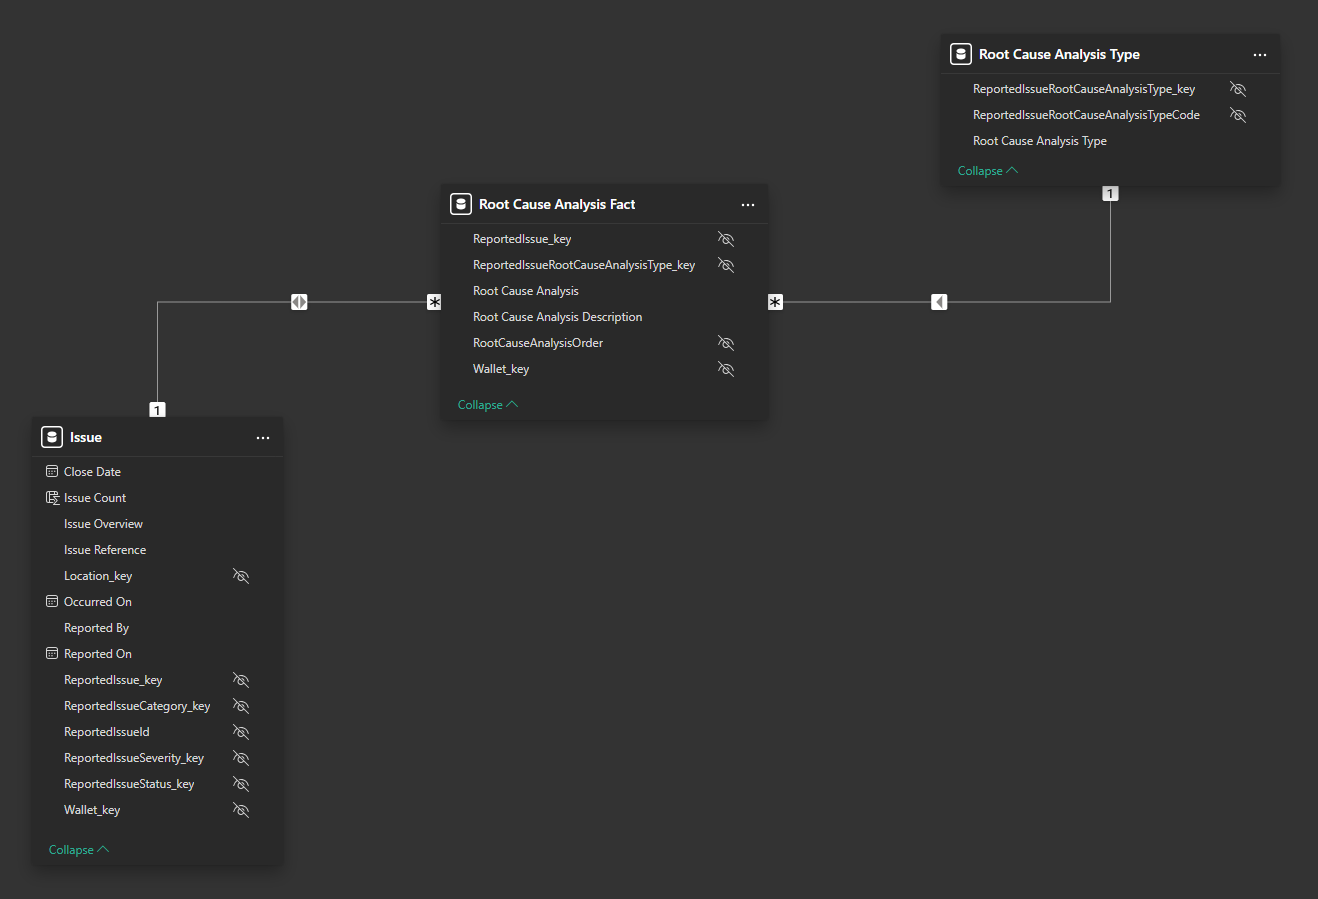 Root Cause Analysis Type
ReportedIssueRootCauseAnalysisType_key
ReportedIssueRootCauseAnalysisTypeCode
Root Cause Analysis Type
Collapse
1
Root Cause Analysis Fact
ReportedIssue_key
ReportedIssueRootCauseAnalysisType_key
Root Cause Analysis
Root Cause Analysis Description
RootCauseAnalysisOrder
Wallet_key
Collapse
*
*
1
Issue
Close Date
Issue Count
Issue Overview
Issue Reference
Location_key
Occurred On
Reported By
Reported On
ReportedIssue_key
ReportedIssueCategory_key
ReportedIssueId
ReportedIssueSeverity_key
ReportedIssueStatus_key
Wallet_key
Collapse